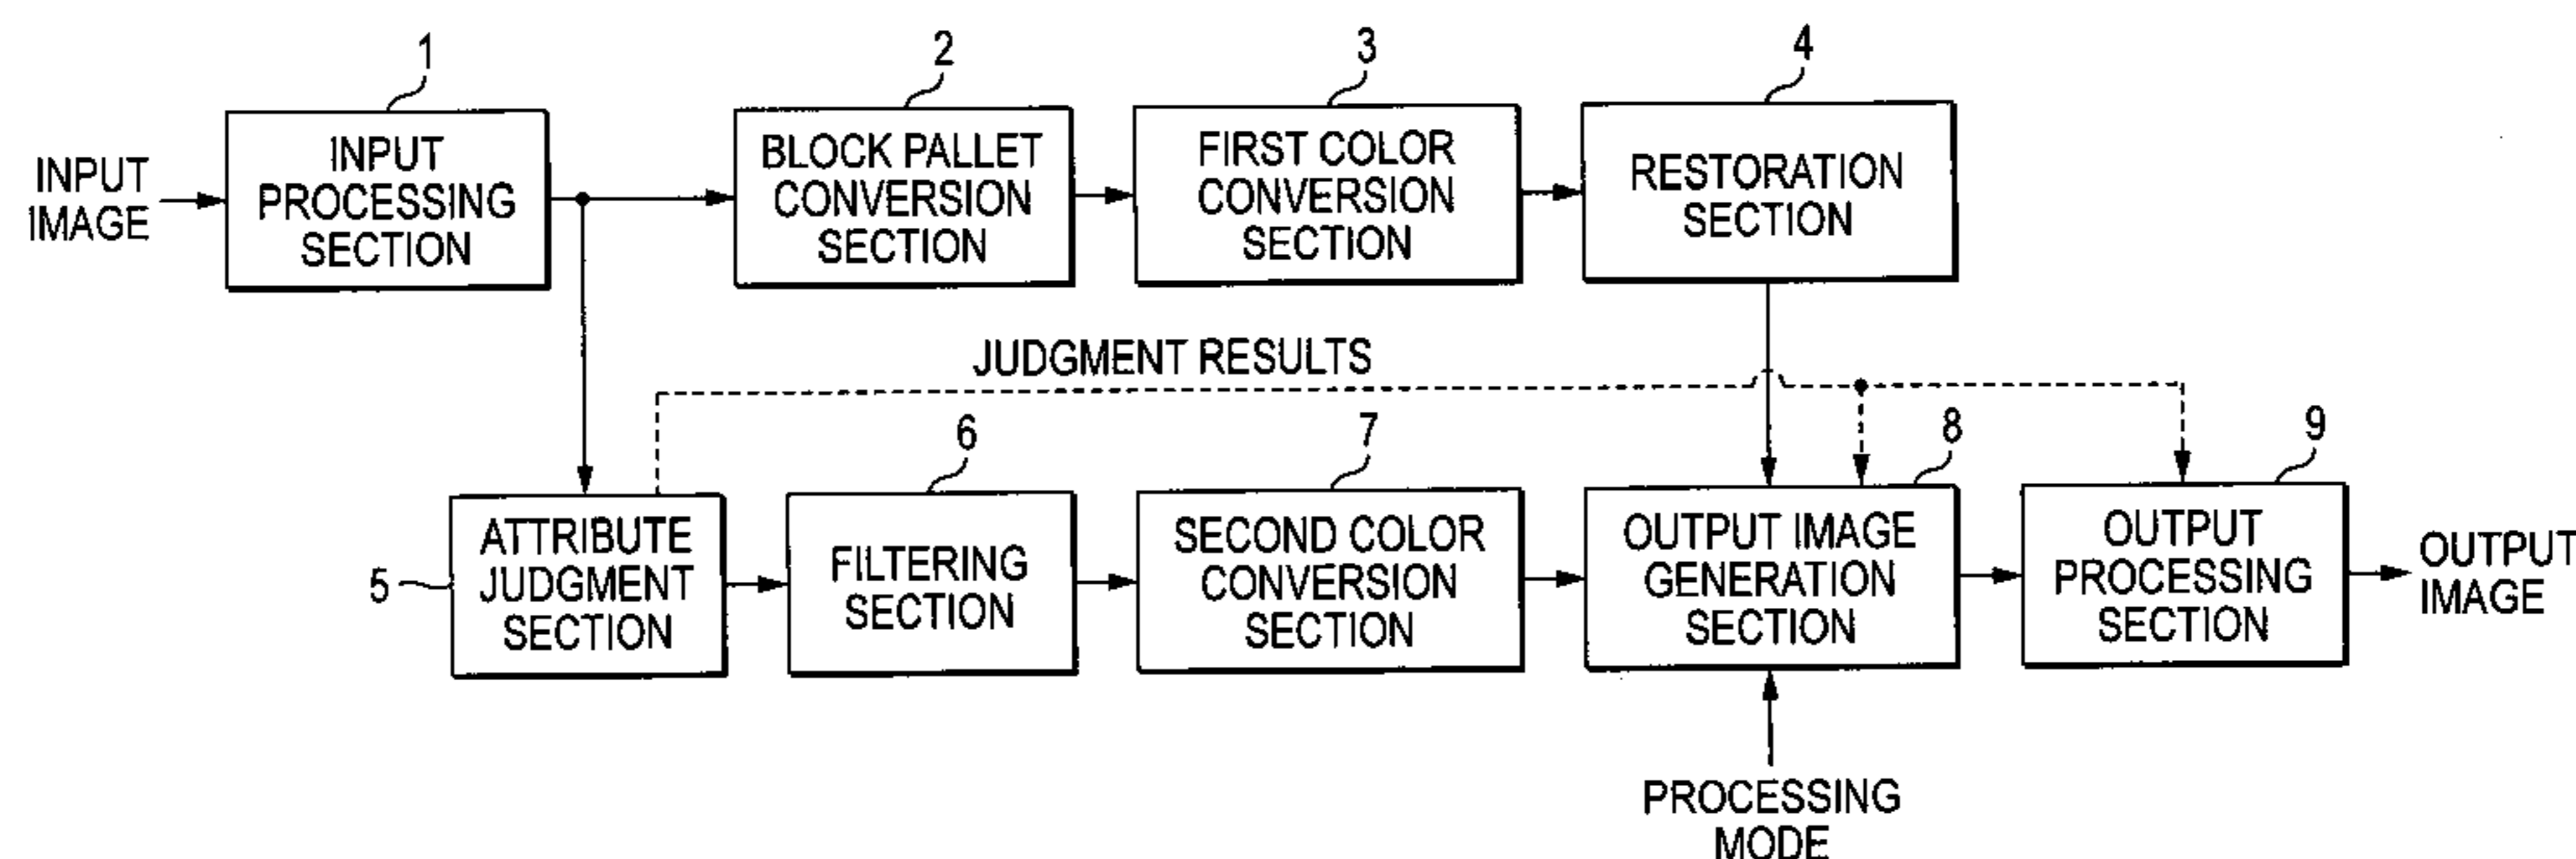 1
2
3
4
INPUT
IMAGE
INPUT
PROCESSING
SECTION
BLOCK PALLET
CONVERSION
SECTION
FIRST COLOR
CONVERSION
SECTION
RESTORATION
SECTION
JUDGMENT RESULTS
5
6
7
8
9
ATTRIBUTE
JUDGMENT
SECTION
FILTERING
SECTION
SECOND COLOR
CONVERSION
SECTION
OUTPUT IMAGE
GENERATION
SECTION
OUTPUT
PROCESSING
SECTION
OUTPUT
IMAGE
PROCESSING
MODE